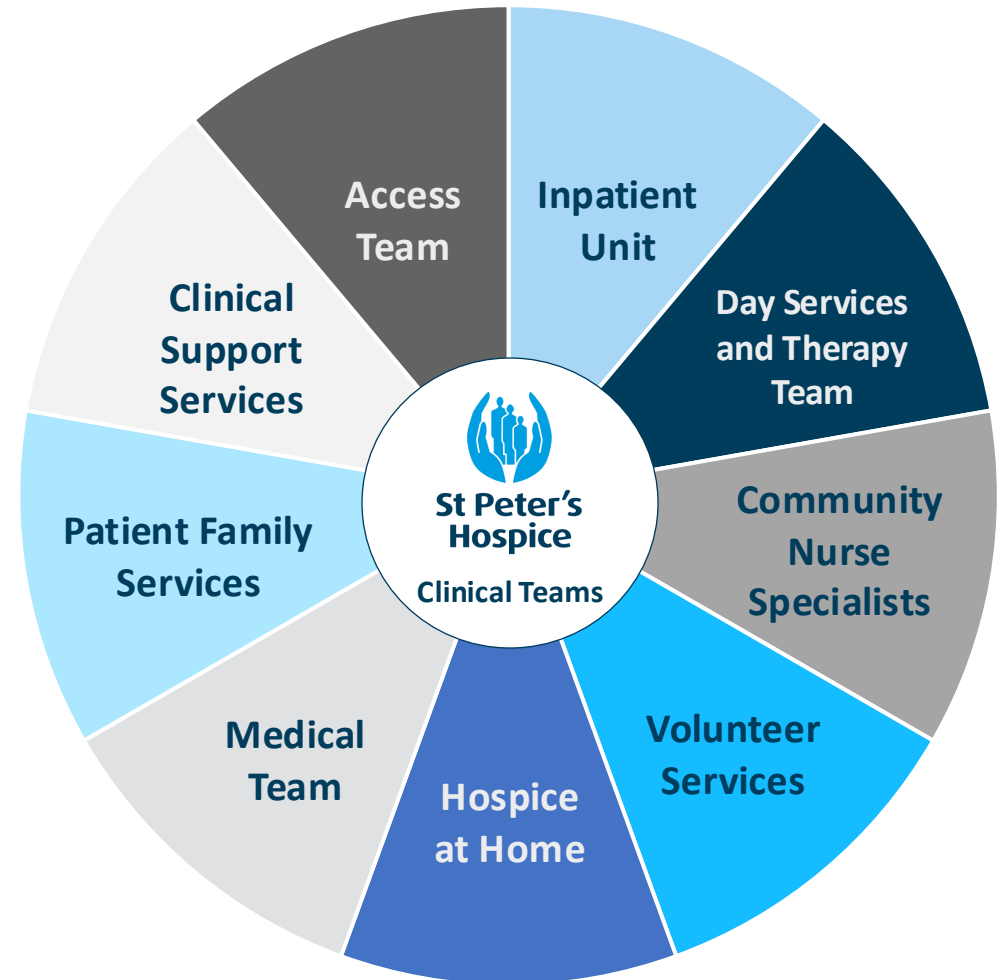 Access
Team
Inpatient
Unit
Day Services
and Therapy
Team
Community
Nurse
Specialists
Volunteer
Services
Hospice
at Home
Medical
Team
Patient Family
Services
Clinical
Support
Services
St Peter’s
Hospice
Clinical Teams